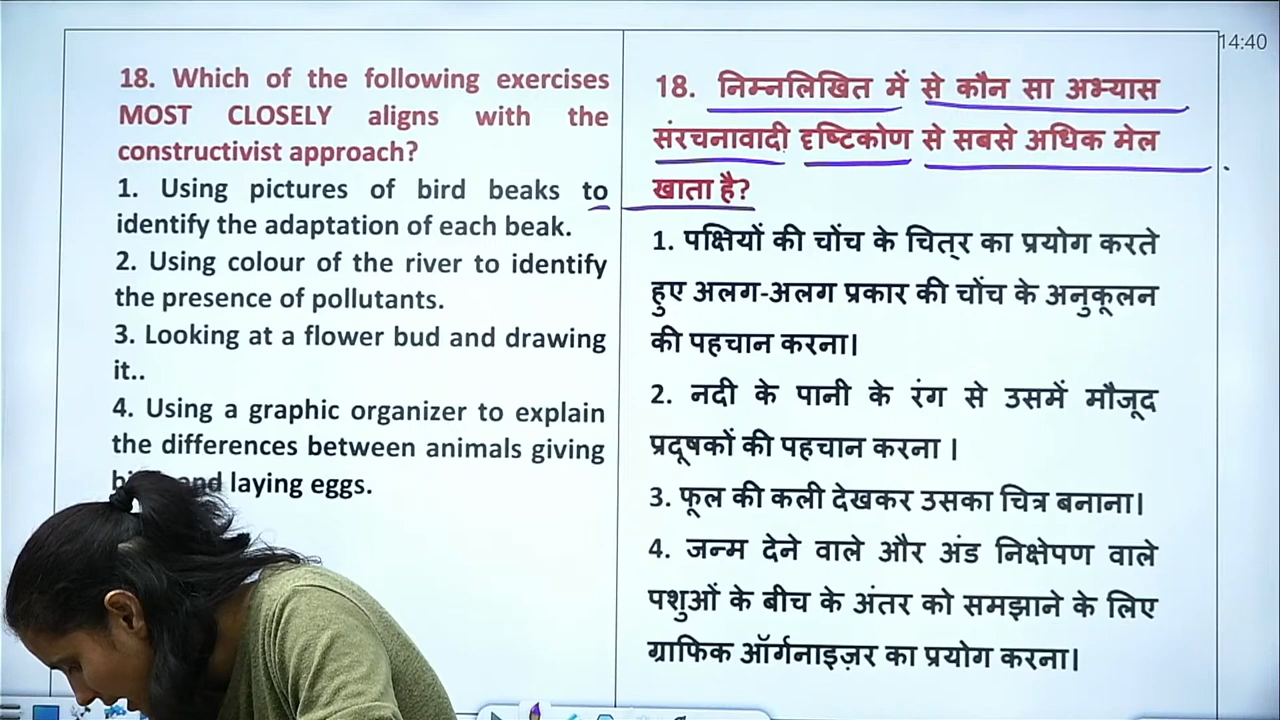 18. Which of the following exercises
MOST CLOSELY aligns with the
constructivist approach?
1. Using pictures of bird beaks to
identify the adaptation of each beak.
2. Using colour of the river to identify
the presence of pollutants.
3. Looking at a flower bud and drawing
it..
4. Using a graphic organizer to explain
the differences between animals giving
and laying eggs.
14:40
18. निम्नलिखित में से कौन सा अभ्यास
संरचनावादी दृष्टिकोण से सबसे अधिक मेल
खाता है?
1. पक्षियों की चोंच के चित्र का प्रयोग करते
हुए अलग-अलग प्रकार की चोंच के अनुकूलन
की पहचान करना।
2. नदी के पानी के रंग से उसमें मौजूद
प्रदूषकों की पहचान करना ।
3. फूल की कली देखकर उसका चित्र बनाना।
4. जन्म देने वाले और अंड निक्षेपण वाले
पशुओं के बीच के अंतर को समझाने के लिए
ग्राफिक ऑर्गनाइज़र का प्रयोग करना।